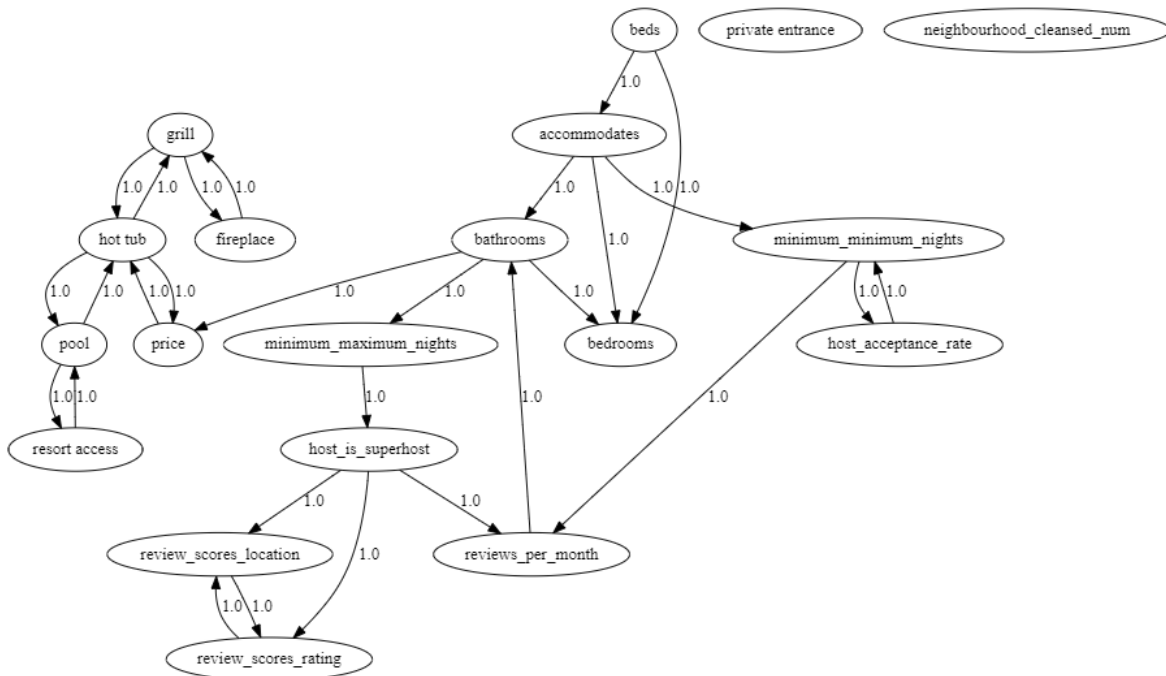 beds
private entrance
neighbourhood_cleansed_num
1.0
grill
accommodates
1.0
1.0
1.0
1.0
1.0
1.0
1.0
1.0
hot tub
fireplace
bathrooms
minimum_minimum_nights
1.0
1.0
1.0
1.0
1.0
1.0
1.0
1.0
1.0
pool
price
minimum_maximum_nights
bedrooms
host_acceptance_rate
1.0
1.0
1.0
1.0
1.0
resort access
host_is_superhost
1.0
1.0
1.0
review_scores_location
reviews_per_month
1.0
1.0
review_scores_rating